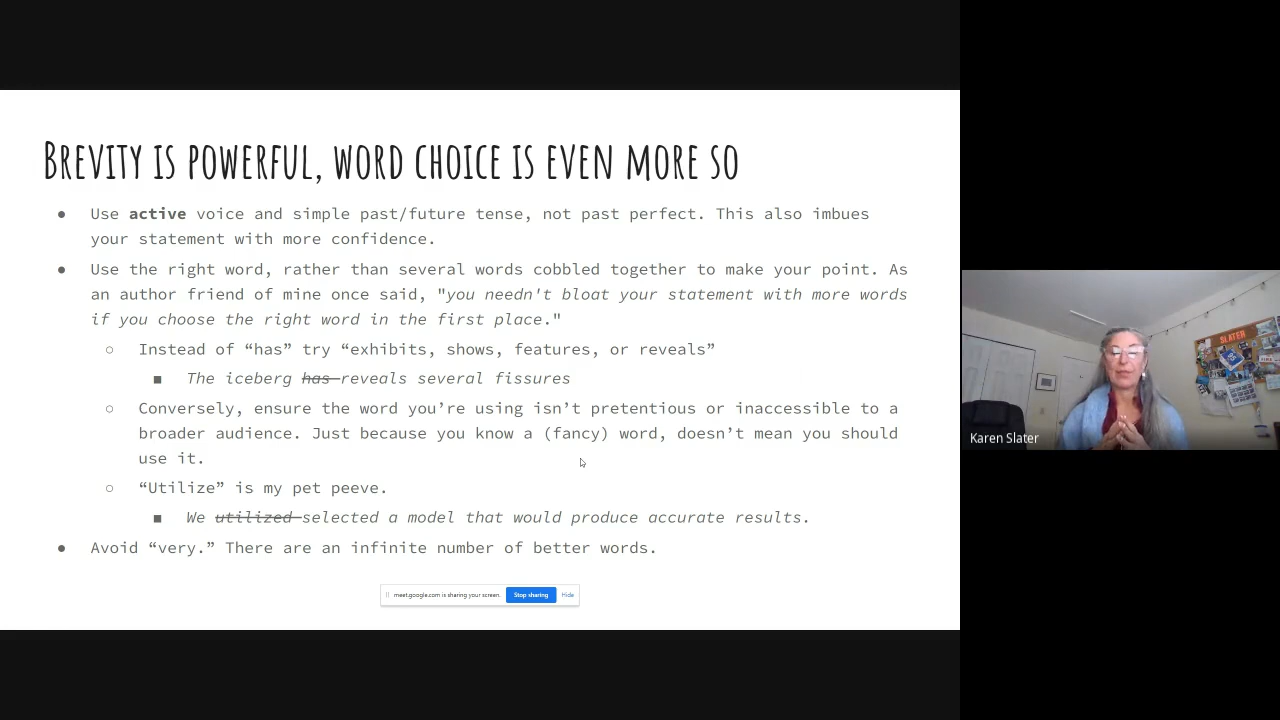 Brevity is powerful, word choice is even more so
● Use active voice and simple past/future tense, not past perfect. This also imbues
your statement with more confidence.
● Use the right word, rather than several words cobbled together to make your point. As
an author friend of mine once said, "you needn't bloat your statement with more words
if you choose the right word in the first place."
○ Instead of “has” try “exhibits, shows, features, or reveals”
■ The iceberg has reveals several fissures
○ Conversely, ensure the word you’re using isn’t pretentious or inaccessible to a
broader audience. Just because you know a (fancy) word, doesn’t mean you should
use it.
○ “Utilize” is my pet peeve.
■ We utilized selected a model that would produce accurate results.
● Avoid “very.” There are an infinite number of better words.
meet.google.com is sharing your screen. Stop sharing Hide
SLATER
Karen Slater